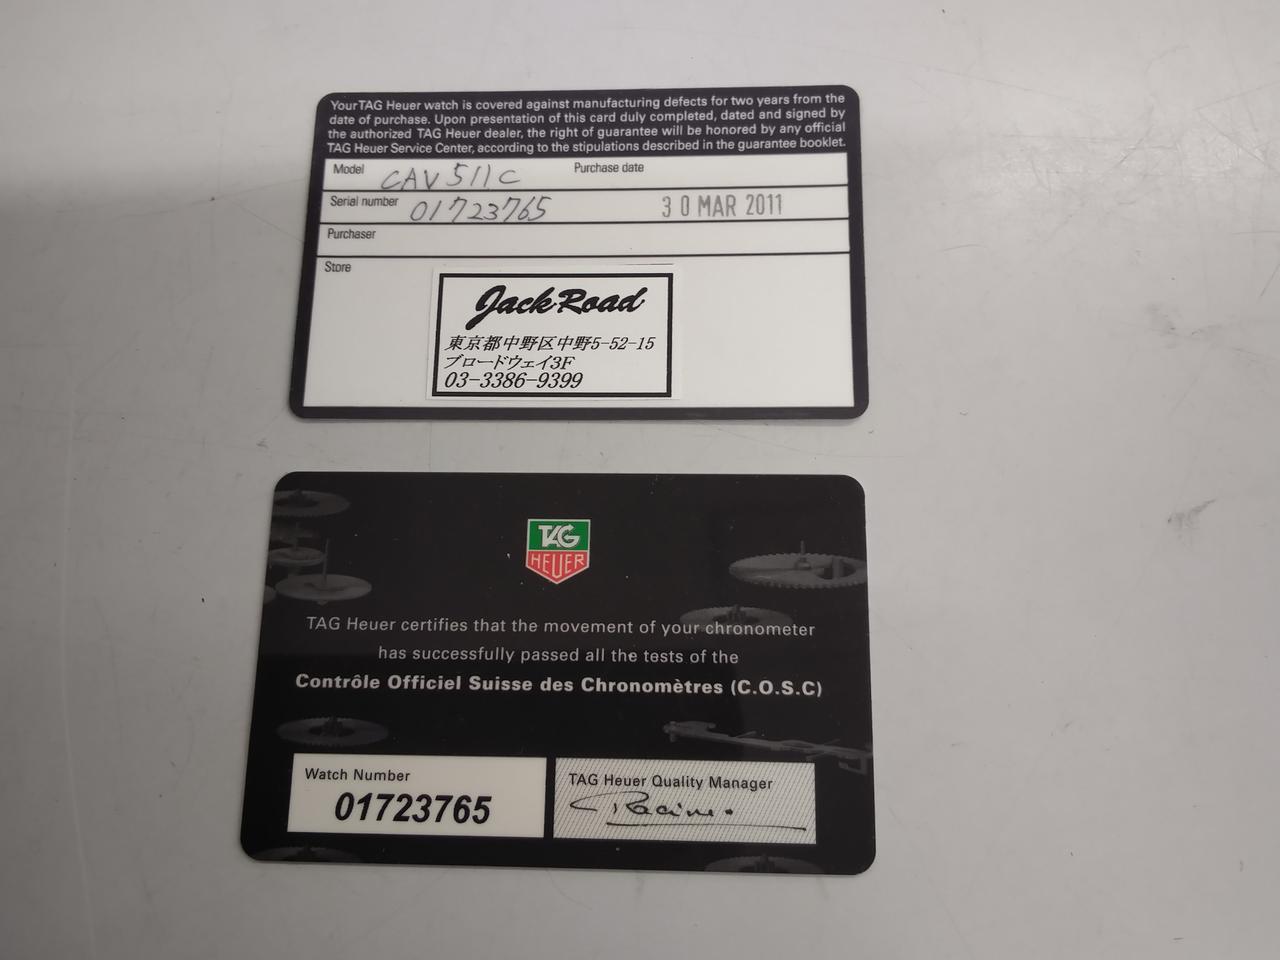 Your TAG Heuer watch is covered against manufacturing defects for two years from the
date of purchase. Upon presentation of this card duly completed, dated and signed by
the authorized TAG Heuer dealer, the right of guarantee will be honored by any official
TAG Heuer Service Center, according to the stipulations described in the guarantee booklet.
Model CAV511C Purchase date
Serial number 01723765 30 MAR 2011
Purchaser
Store
Jack Road
東京都中野区中野5-52-15
ブロードウェイ3F
03-3386-9399
TAG
HEUER
TAG Heuer certifies that the movement of your chronometer
has successfully passed all the tests of the
Contrôle Officiel Suisse des Chronomètres (C.O.S.C)
Watch Number
01723765
TAG Heuer Quality Manager